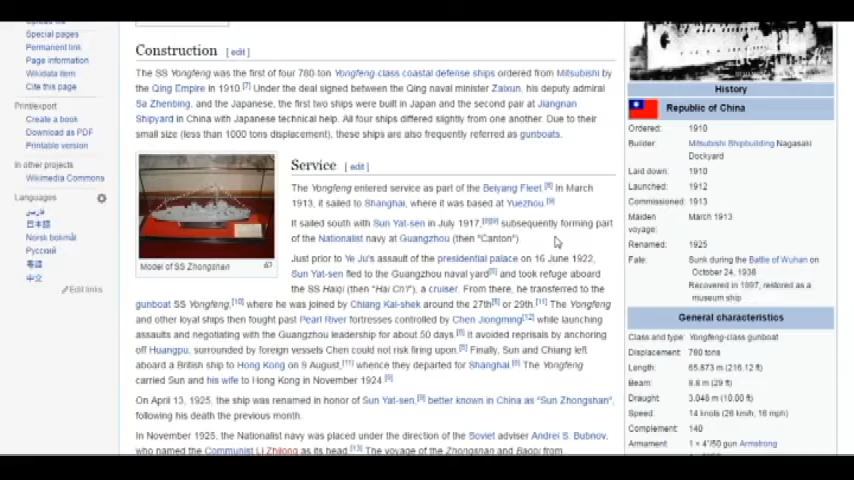 Special pages
Permanent link
Page information
Wikidata item
Cite this page
Print/export
Create a book
Download as PDF
Printable version
In other projects
Wikimedia Commons
Languages
فارسی
日本語
Norsk bokmål
Русский
粵語
中文
Edit links
Construction [ edit ]
The SS Yongfeng was the first of four 780-ton Yongfeng-class coastal defense ships ordered from Mitsubishi by
the Qing Empire in 1910.[7] Under the deal signed between the Qing naval minister Zaixun, his deputy admiral
Sa Zhenbing, and the Japanese, the first two ships were built in Japan and the second pair at Jiangnan
Shipyard in China with Japanese technical help. All four ships differed slightly from one another. Due to their
small size (less than 1000 tons displacement), these ships are also frequently referred as gunboats.
Model of SS Zhongshan
Service [ edit ]
The Yongfeng entered service as part of the Beiyang Fleet.[8] In March
1913, it sailed to Shanghai, where it was based at Yuezhou.[9]
It sailed south with Sun Yat-sen in July 1917, subsequently forming part
of the Nationalist navy at Guangzhou (then "Canton").
Just prior to Ye Ju's assault of the presidential palace on 16 June 1922,
Sun Yat-sen fled to the Guangzhou naval yard and took refuge aboard
the SS Haiqi (then "Hai Ch'i"), a cruiser. From there, he transferred to the
gunboat SS Yongfeng,[10] where he was joined by Chiang Kai-shek around the 27th or 29th.[11] The Yongfeng
and other loyal ships then fought past Pearl River fortresses controlled by Chen Jiongming[12] while launching
assaults and negotiating with the Guangzhou leadership for about 50 days. It avoided reprisals by anchoring
off Huangpu, surrounded by foreign vessels Chen could not risk firing upon. Finally, Sun and Chiang left
aboard a British ship to Hong Kong on 9 August,[11] whence they departed for Shanghai. The Yongfeng
carried Sun and his wife to Hong Kong in November 1924.
On April 13, 1925, the ship was renamed in honor of Sun Yat-sen, better known in China as "Sun Zhongshan",
following his death the previous month.
In November 1925, the Nationalist navy was placed under the direction of the Soviet adviser Andrei S. Bubnov,
who named the Communist Li Zhilong as its head.[13] The voyage of the Zhongshan and Baopi from
History
Republic of China
Ordered: 1910
Builder: Mitsubishi Shipbuilding Nagasaki
Dockyard
Laid down: 1910
Launched: 1912
Commissioned: 1913
Maiden March 1913
voyage:
Renamed: 1925
Fate: Sunk during the Battle of Wuhan on
October 24, 1938
Recovered in 1997, restored as a
museum ship
General characteristics
Class and type: Yongfeng-class gunboat
Displacement: 780 tons
Length: 65.873 m (216.12 ft)
Beam: 8.8 m (29 ft)
Draught: 3.048 m (10.00 ft)
Speed: 14 knots (26 km/h, 16 mph)
Complement: 140
Armament: 1 × 4"/50 gun Armstrong